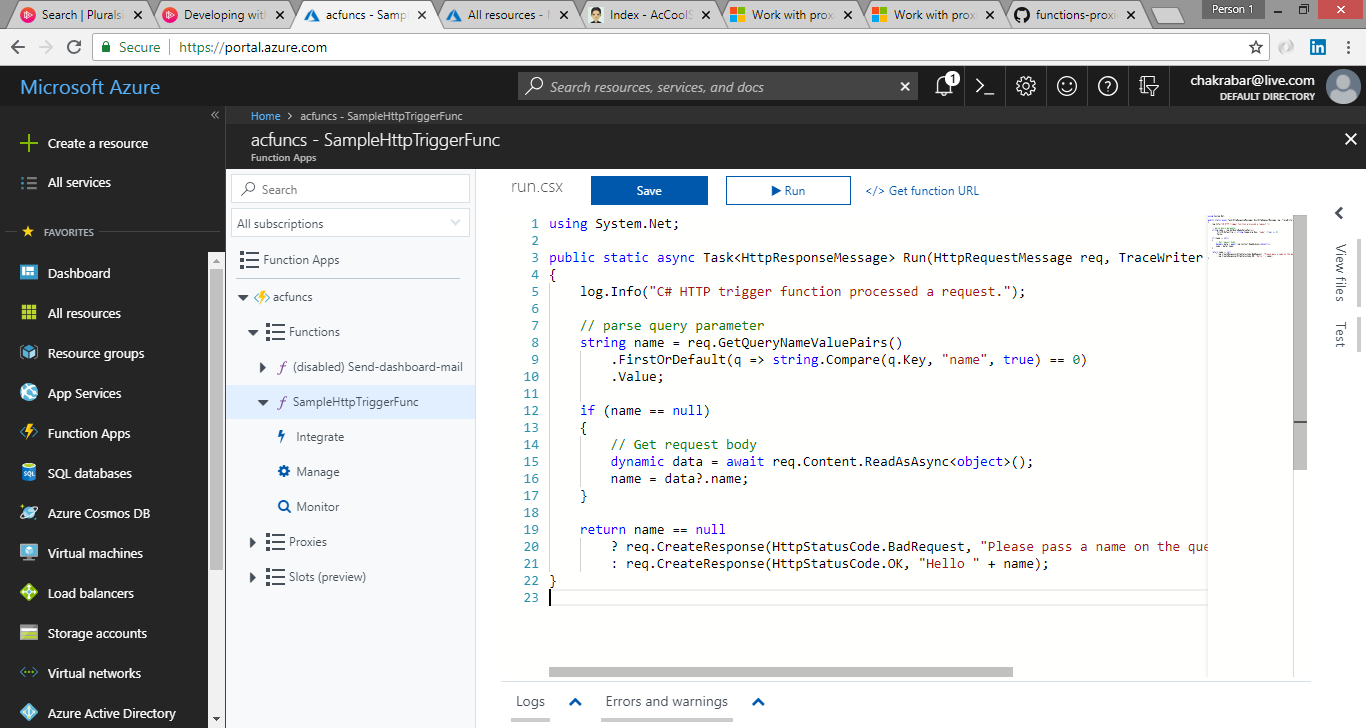 Search | Pluralsi
Developing with
acfuncs - Sampl
All resources - M
Index - AcCoolS
Work with proxi
Work with proxi
functions-proxi
Person 1
Secure
https://portal.azure.com
Microsoft Azure
Search resources, services, and docs
1
chakrabar@live.com
DEFAULT DIRECTORY
Create a resource
All services
FAVORITES
Dashboard
All resources
Resource groups
App Services
Function Apps
SQL databases
Azure Cosmos DB
Virtual machines
Load balancers
Storage accounts
Virtual networks
Azure Active Directory
Home > acfuncs - SampleHttpTriggerFunc
acfuncs - SampleHttpTriggerFunc
Function Apps
Search
All subscriptions
Function Apps
acfuncs
Functions
(disabled) Send-dashboard-mail
SampleHttpTriggerFunc
Integrate
Manage
Monitor
Proxies
Slots (preview)
run.csx
Save
Run
</> Get function URL
1 using System.Net;
2
3 public static async Task<HttpResponseMessage> Run(HttpRequestMessage req, TraceWriter
4 {
5 log.Info("C# HTTP trigger function processed a request.");
6
7 // parse query parameter
8 string name = req.GetQueryNameValuePairs()
9 .FirstOrDefault(q => string.Compare(q.Key, "name", true) == 0)
10 .Value;
11
12 if (name == null)
13 {
14 // Get request body
15 dynamic data = await req.Content.ReadAsAsync<object>();
16 name = data?.name;
17 }
18
19 return name == null
20 ? req.CreateResponse(HttpStatusCode.BadRequest, "Please pass a name on the que
21 : req.CreateResponse(HttpStatusCode.OK, "Hello " + name);
22 }
23
View files
Test
Logs
Errors and warnings